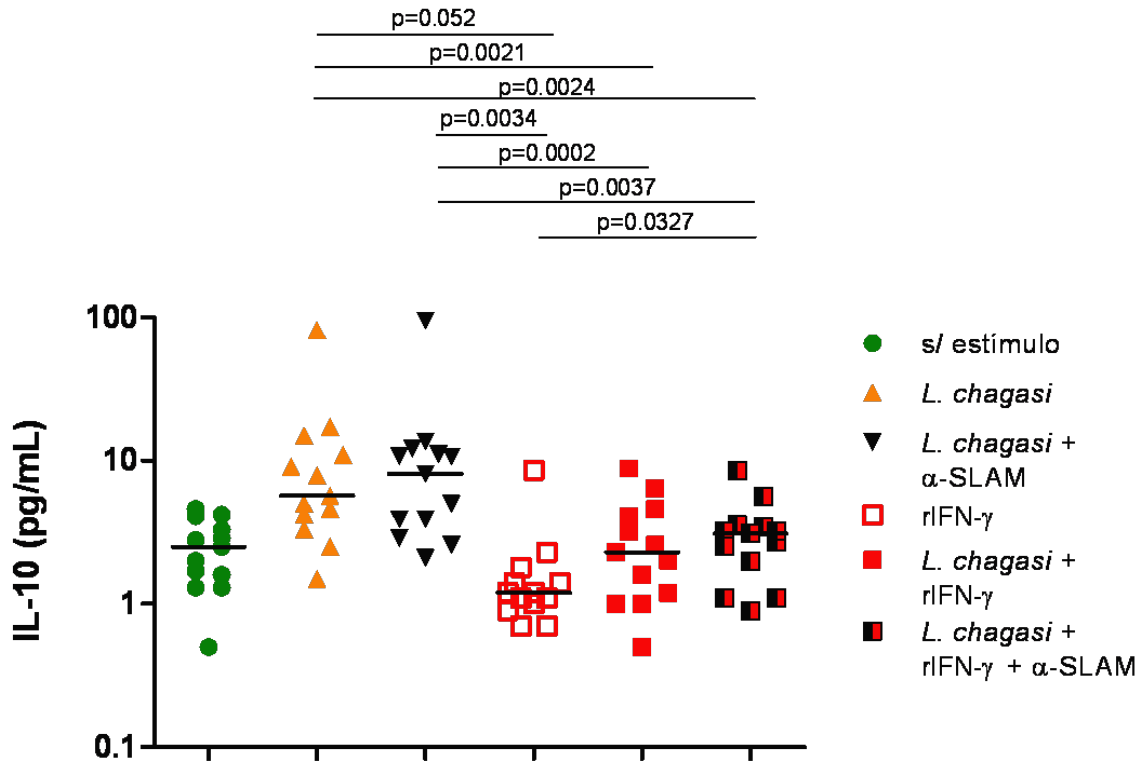 p=0.052
p=0.0021
p=0.0024
p=0.0034
p=0.0002
p=0.0037
p=0.0327
IL-10 (pg/mL)
100
10
1
0.1
s/ estímulo
L. chagasi
L. chagasi +
α-SLAM
rIFN-γ
L. chagasi +
rIFN-γ
L. chagasi +
rIFN-γ + α-SLAM